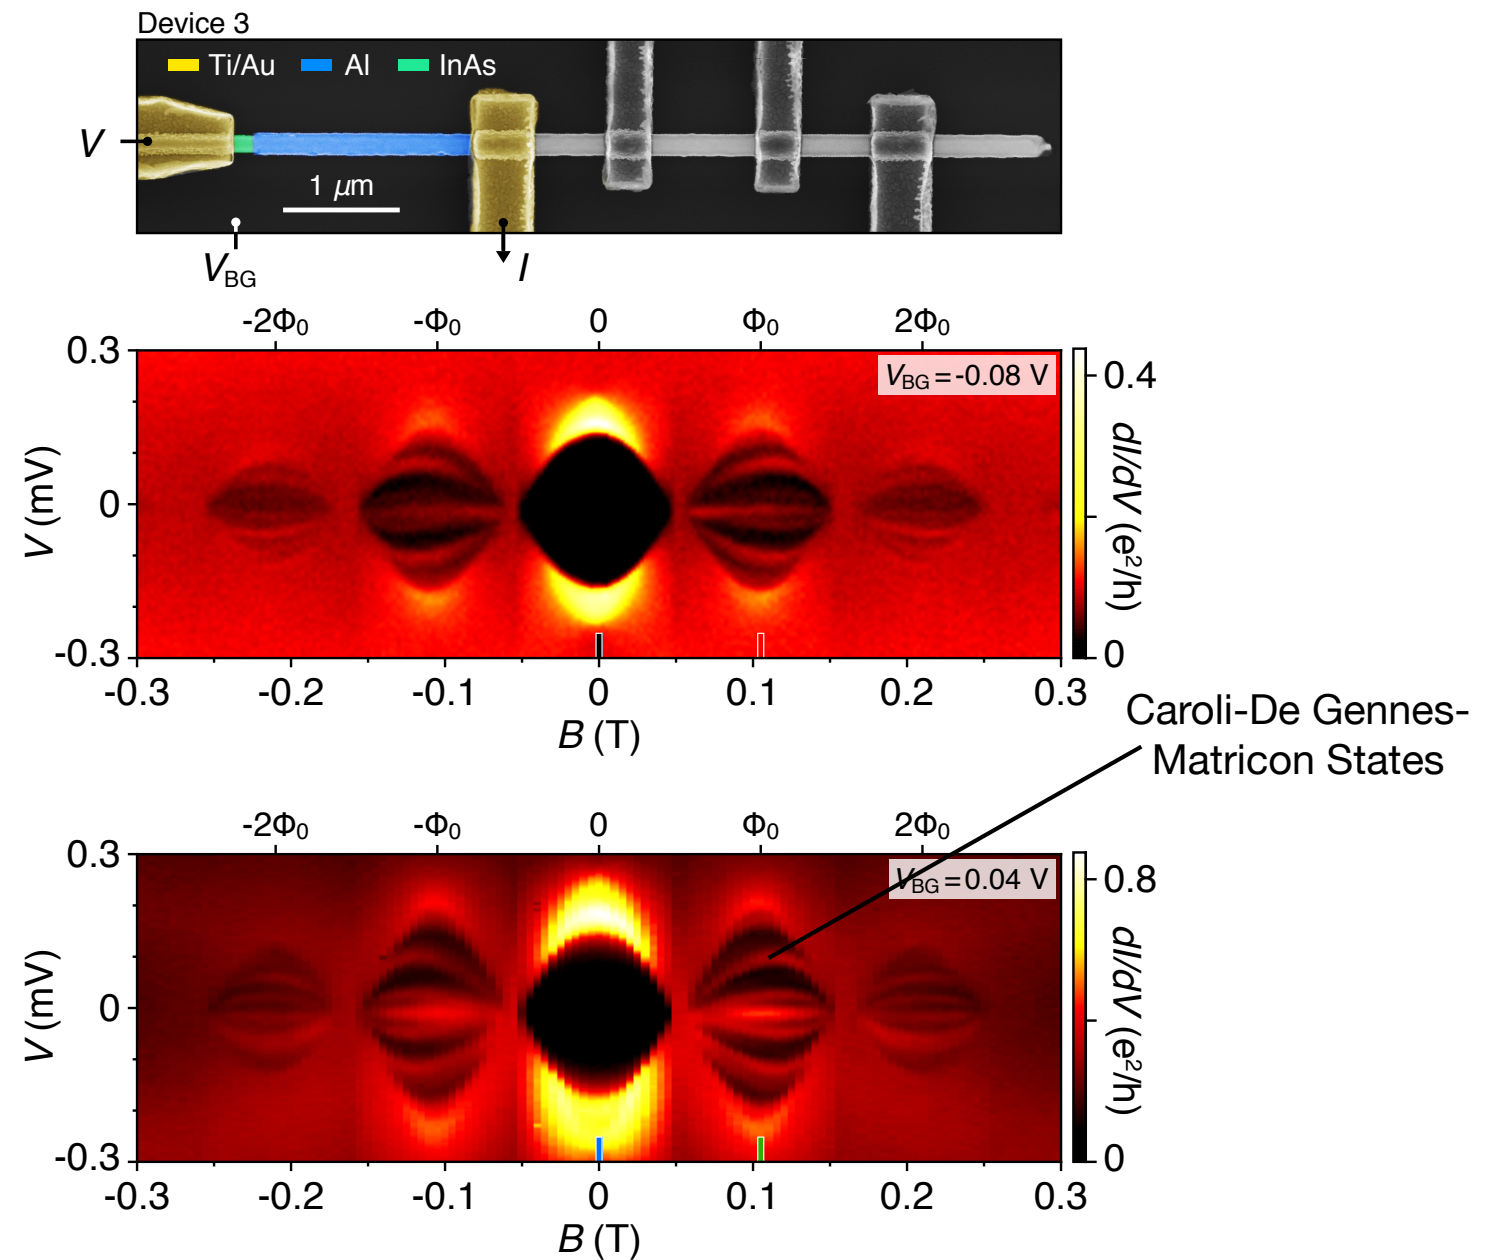 Device 3
Ti/Au Al InAs
V
1 μm
V_BG
I
-2Φ₀ -Φ₀ 0 Φ₀ 2Φ₀
0.3
V_BG = -0.08 V
0.4
V (mV)
0
dI/dV (e²/h)
-0.3
0
-0.3 -0.2 -0.1 0 0.1 0.2 0.3
B (T)
Caroli-De Gennes-
Matricon States
-2Φ₀ -Φ₀ 0 Φ₀ 2Φ₀
0.3
V_BG = 0.04 V
0.8
V (mV)
0
dI/dV (e²/h)
-0.3
0
-0.3 -0.2 -0.1 0 0.1 0.2 0.3
B (T)